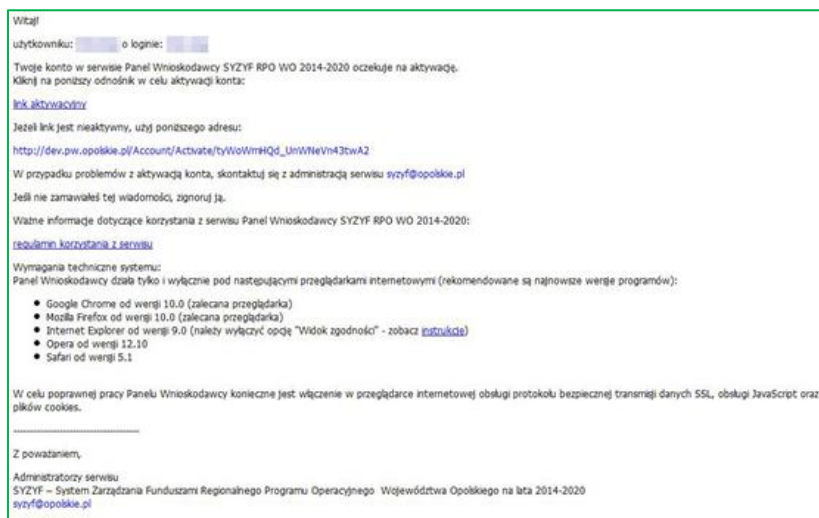 Witaj!
użytkowniku: o loginie:
Twoje konto w serwisie Panel Wnioskodawcy SYZYF RPO WO 2014-2020 oczekuje na aktywację.
Kliknij na poniższy odnośnik w celu aktywacji konta:
link aktywacyjny
Jeżeli link jest nieaktywny, użyj poniższego adresu:
http://dev.pw.opolskie.pl/Account/Activate/tyWoWmHQd_UnWNeVn43twA2
W przypadku problemów z aktywacją konta, skontaktuj się z administracją serwisu syzyf@opolskie.pl
Jeśli nie zamawiałeś tej wiadomości, zignoruj ją.
Ważne informacje dotyczące korzystania z serwisu Panel Wnioskodawcy SYZYF RPO WO 2014-2020:
regulamin korzystania z serwisu
Wymagania techniczne systemu:
Panel Wnioskodawcy działa tylko i wyłącznie pod następującymi przeglądarkami internetowymi (rekomendowane są najnowsze wersje programów):
● Google Chrome od wersji 10.0 (zalecana przeglądarka)
● Mozilla Firefox od wersji 10.0 (zalecana przeglądarka)
● Internet Explorer od wersji 9.0 (należy wyłączyć opcję "Widok zgodności" - zobacz instrukcję)
● Opera od wersji 12.10
● Safari od wersji 5.1
W celu poprawnej pracy Panelu Wnioskodawcy konieczne jest włączenie w przeglądarce internetowej obsługi protokołu bezpiecznej transmisji danych SSL, obsługi JavaScript oraz
plików cookies.
------------------------------------
Z poważaniem,
Administratorzy serwisu
SYZYF – System Zarządzania Funduszami Regionalnego Programu Operacyjnego Województwa Opolskiego na lata 2014-2020
syzyf@opolskie.pl